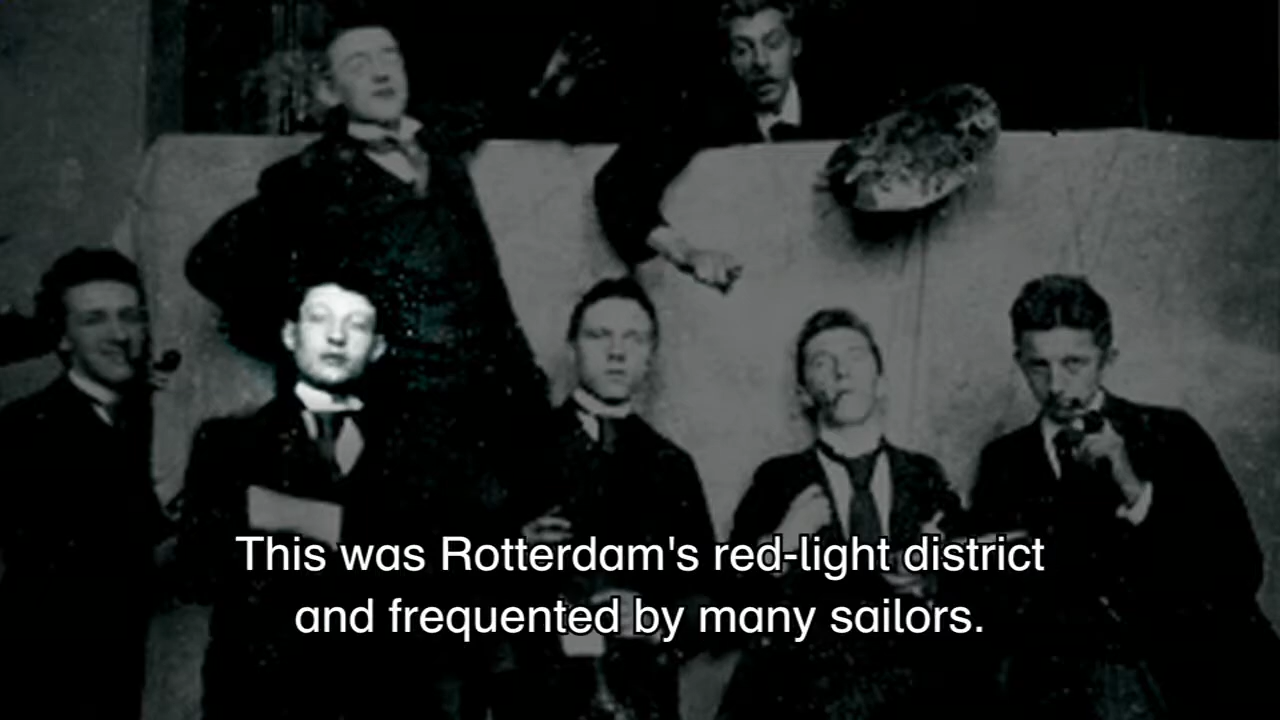 This was Rotterdam's red-light district
and frequented by many sailors.